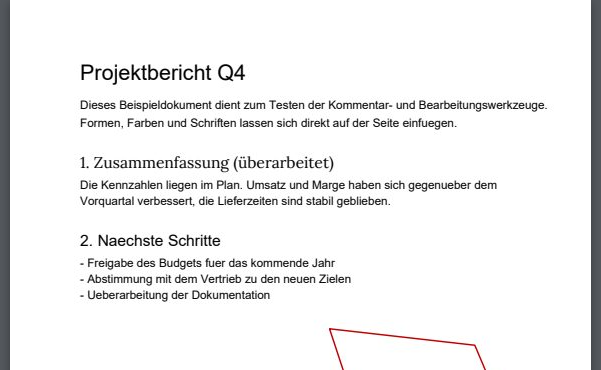 Projektbericht Q4
Dieses Beispieldokument dient zum Testen der Kommentar- und Bearbeitungswerkzeuge.
Formen, Farben und Schriften lassen sich direkt auf der Seite einfuegen.
1. Zusammenfassung (überarbeitet)
Die Kennzahlen liegen im Plan. Umsatz und Marge haben sich gegenueber dem
Vorquartal verbessert, die Lieferzeiten sind stabil geblieben.
2. Naechste Schritte
- Freigabe des Budgets fuer das kommende Jahr
- Abstimmung mit dem Vertrieb zu den neuen Zielen
- Ueberarbeitung der Dokumentation